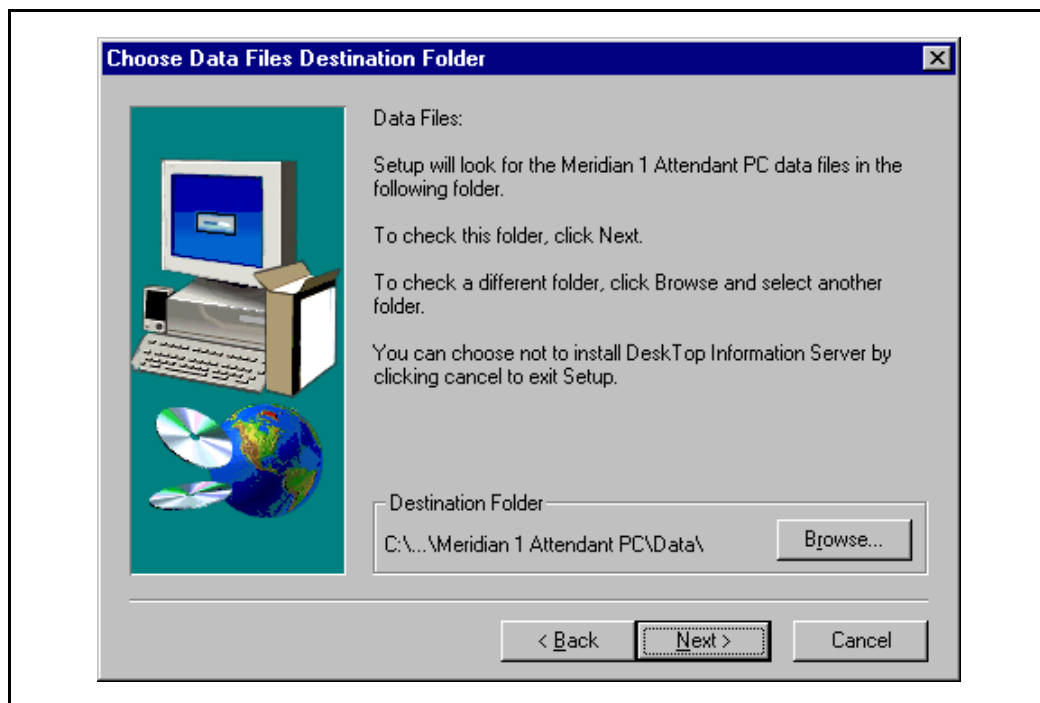 Choose Data Files Destination Folder
Data Files:
Setup will look for the Meridian 1 Attendant PC data files in the
following folder.
To check this folder, click Next.
To check a different folder, click Browse and select another
folder.
You can choose not to install DeskTop Information Server by
clicking cancel to exit Setup.
Destination Folder
C:\...\Meridian 1 Attendant PC\Data\
Browse...
< Back
Next >
Cancel